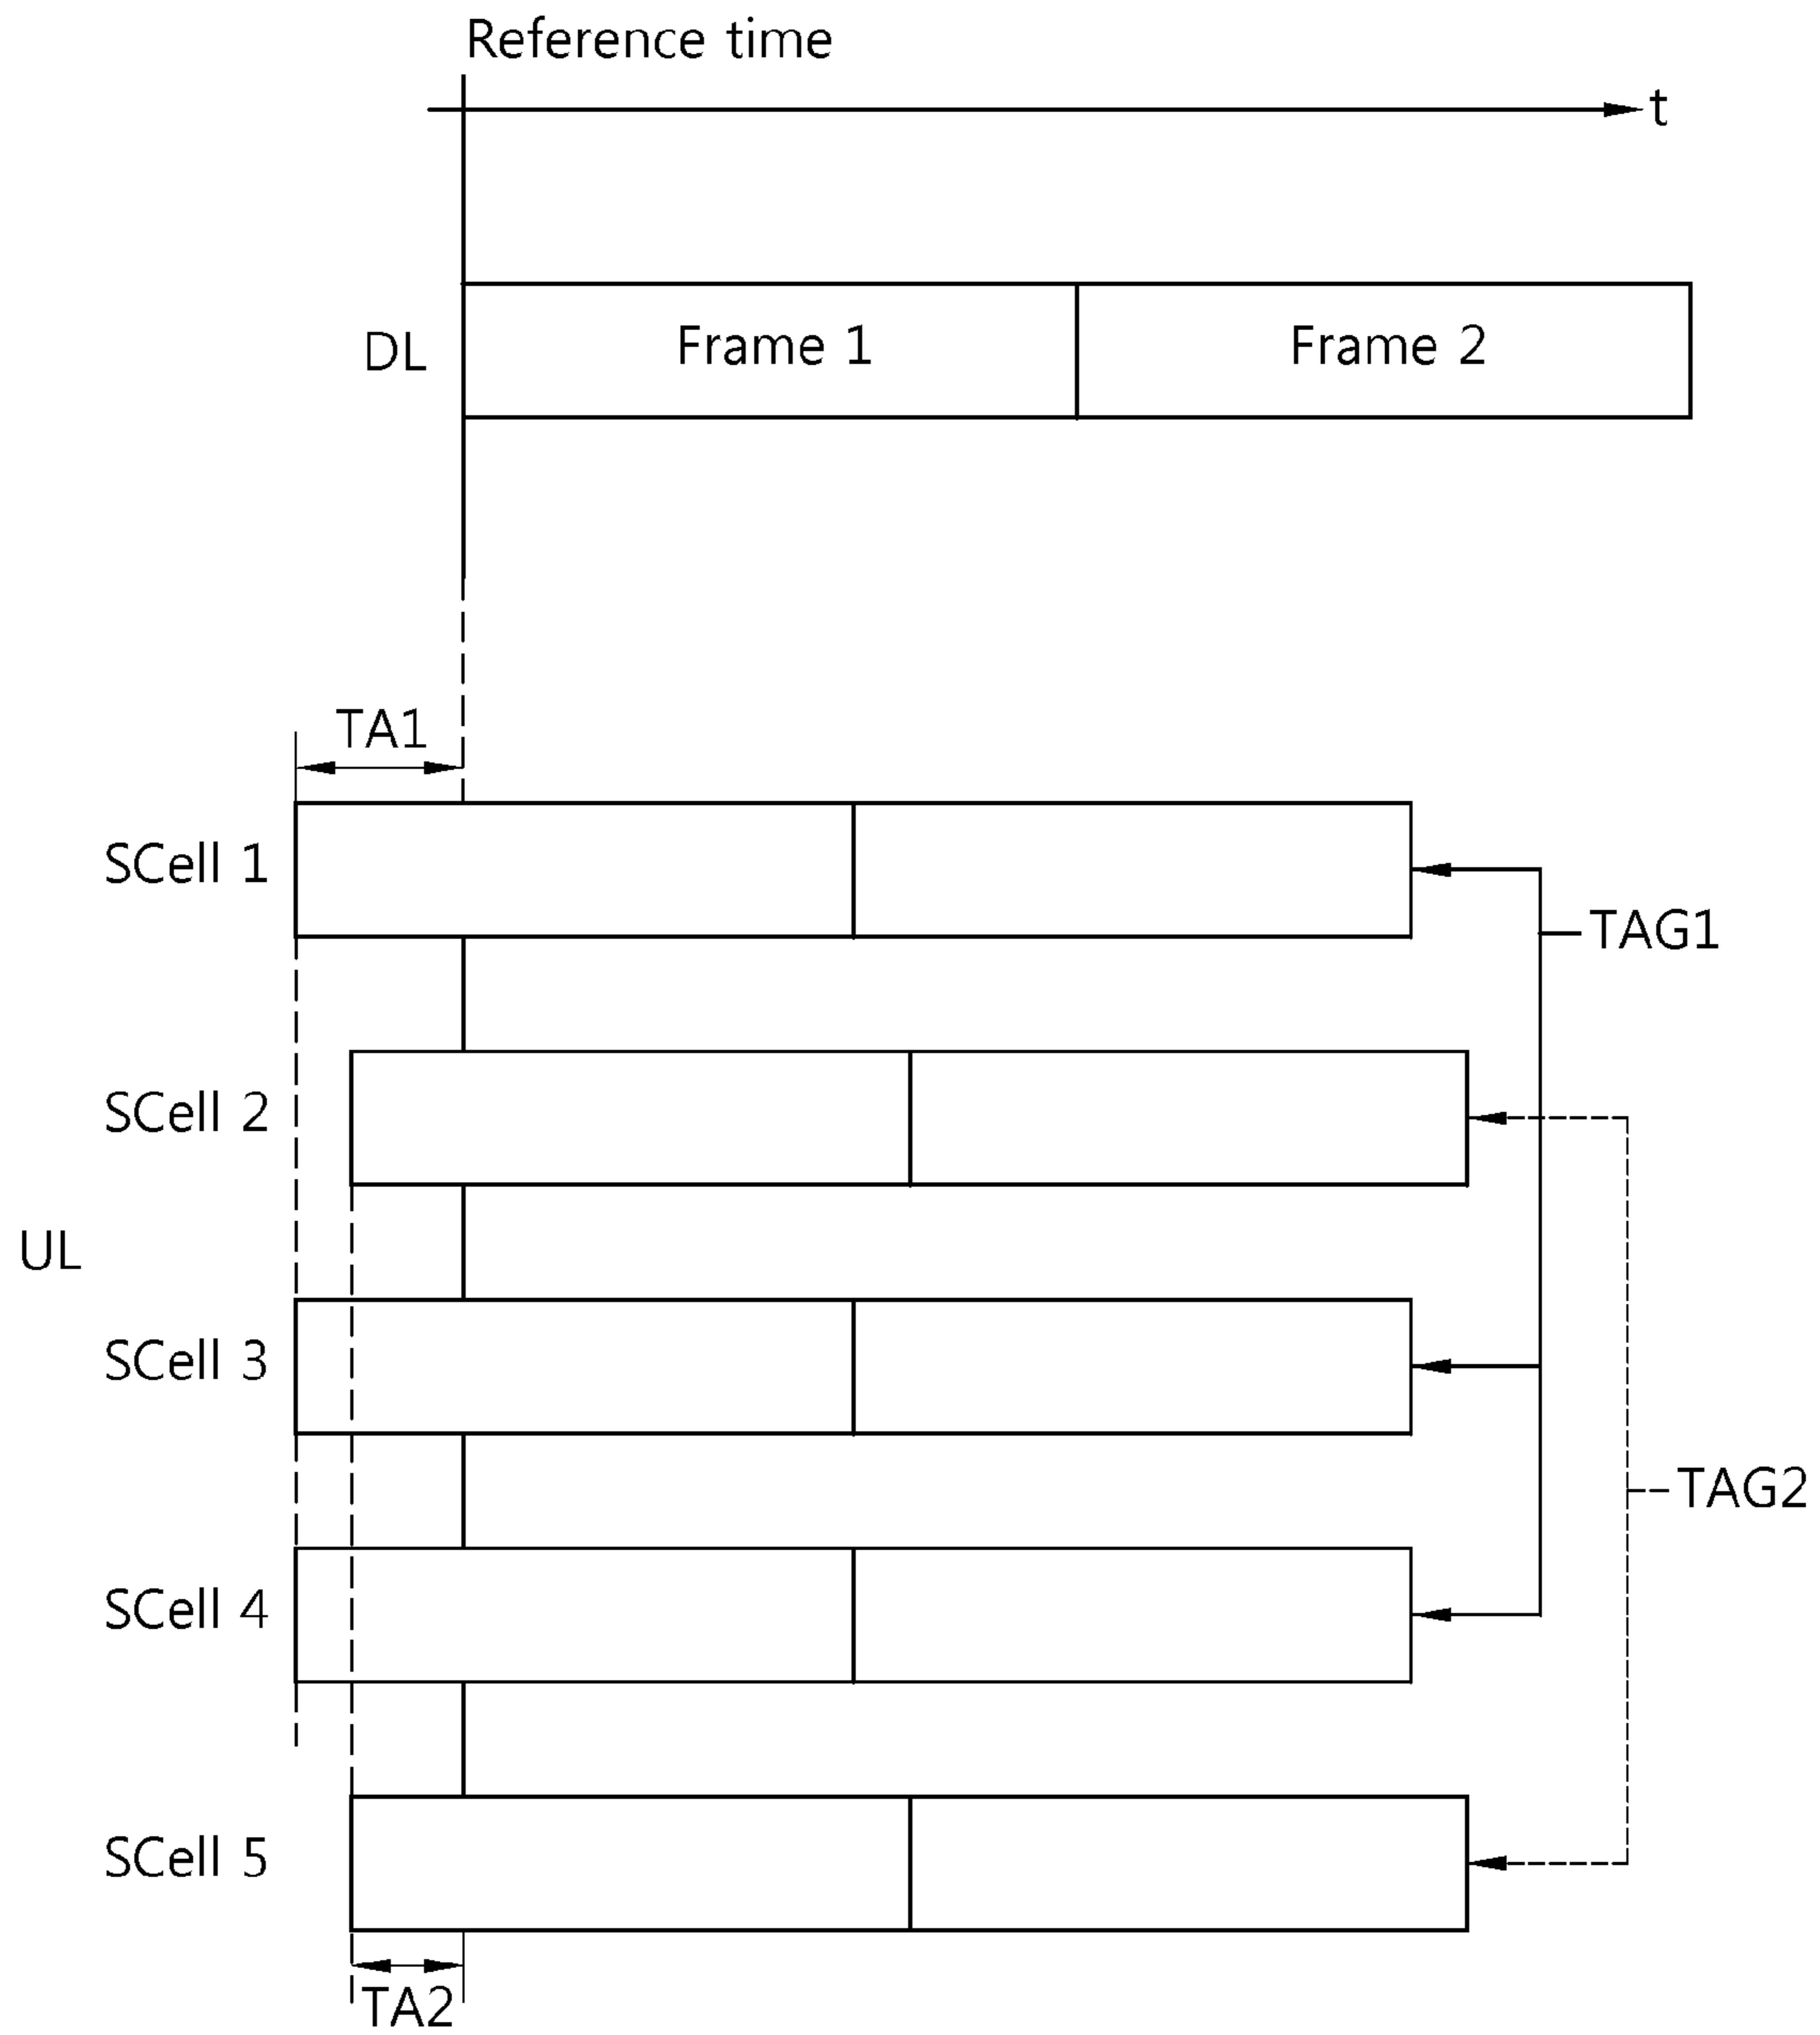 Reference time
t
DL
Frame 1
Frame 2
TA1
SCell 1
TAG1
SCell 2
UL
SCell 3
TAG2
SCell 4
SCell 5
TA2